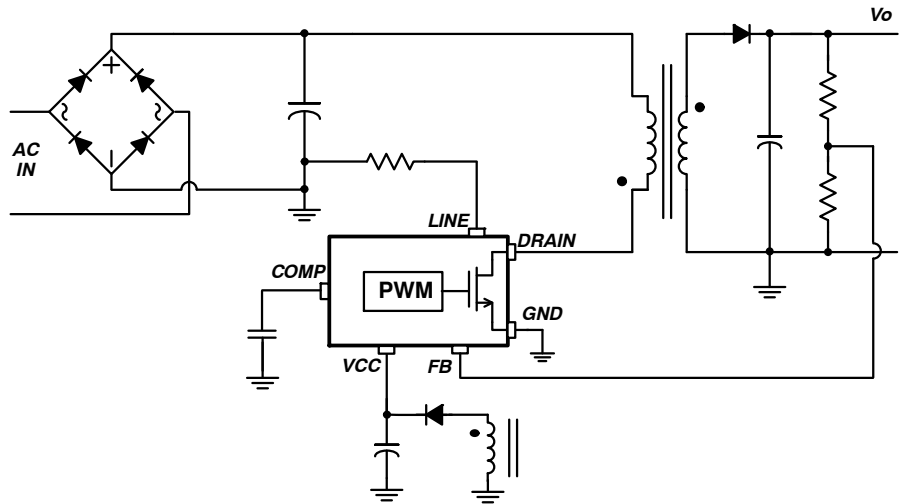 Vo
AC
IN
LINE
DRAIN
COMP
PWM
GND
VCC
FB